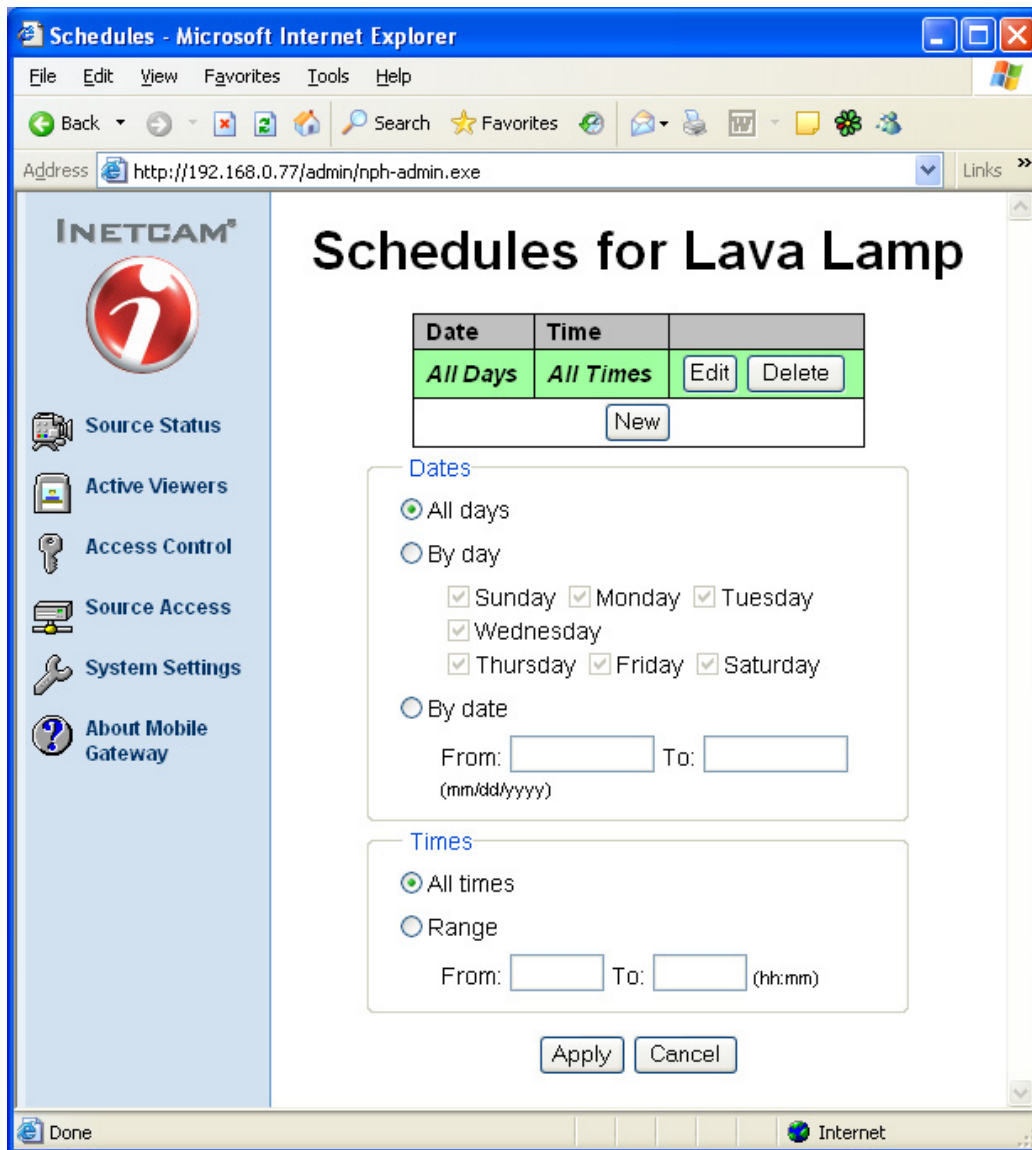 Schedules - Microsoft Internet Explorer
File Edit View Favorites Tools Help
Back Search Favorites
Address http://192.168.0.77/admin/nph-admin.exe Links »
INETCAM®
Source Status
Active Viewers
Access Control
Source Access
System Settings
About Mobile
Gateway
Schedules for Lava Lamp
Date Time
All Days All Times Edit Delete
New
Dates
All days
By day
Sunday Monday Tuesday
Wednesday
Thursday Friday Saturday
By date
From: To:
(mm/dd/yyyy)
Times
All times
Range
From: To: (hh:mm)
Apply Cancel
Done Internet